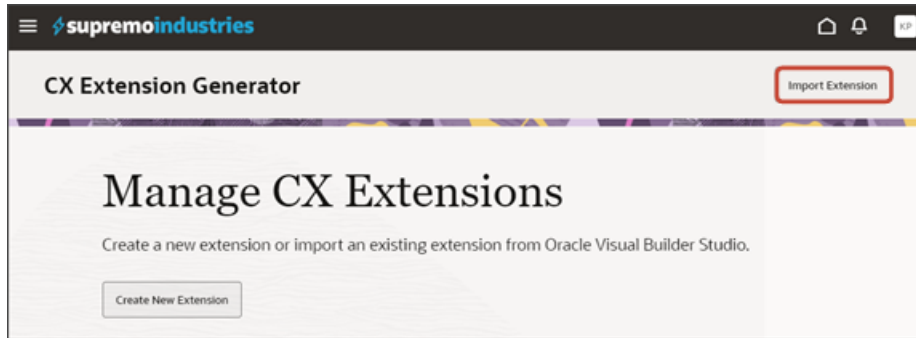 supremoindustries
KP
CX Extension Generator
Import Extension
Manage CX Extensions
Create a new extension or import an existing extension from Oracle Visual Builder Studio.
Create New Extension